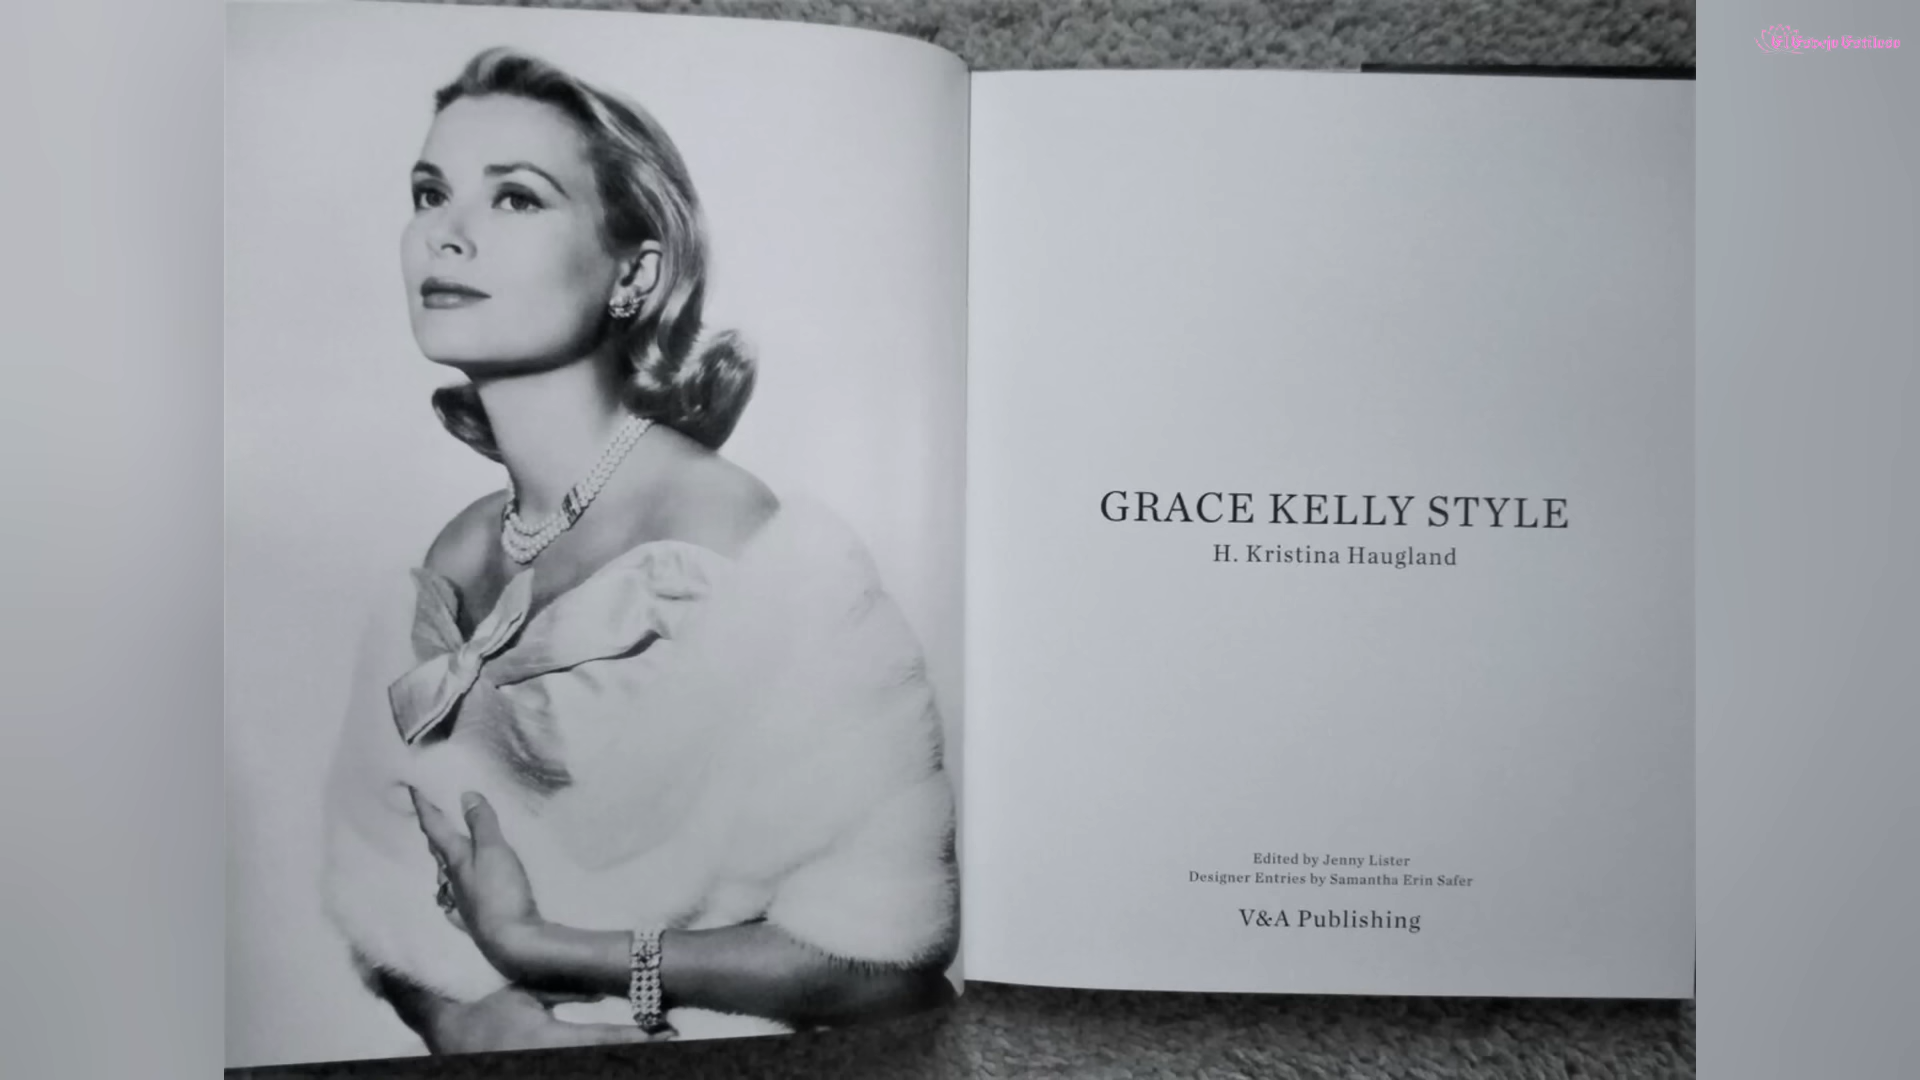 GRACE KELLY STYLE
H. Kristina Haugland
Edited by Jenny Lister
Designer Entries by Samantha Erin Safer
V&A Publishing